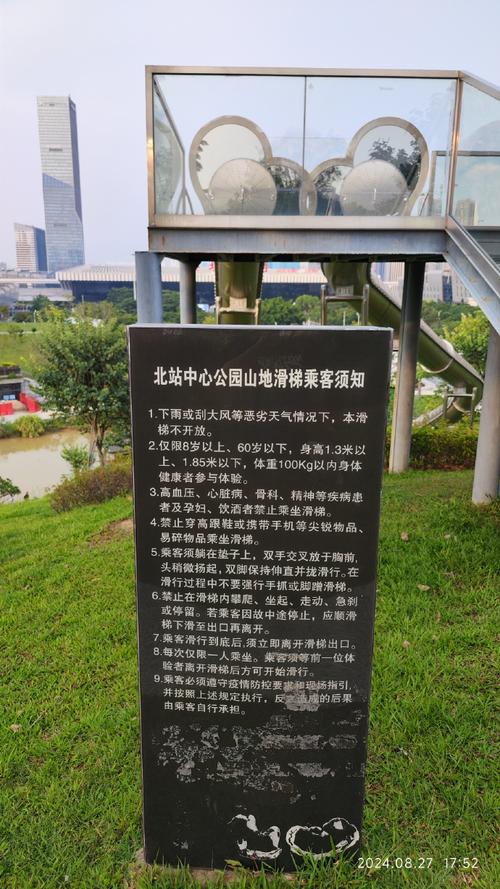 北站中心公园山地滑梯乘客须知
1.下雨或刮大风等恶劣天气情况下，本滑
梯不开放。
2.仅限8岁以上、60岁以下，身高1.3米以
上、1.85米以下，体重100Kg以内身体
健康者参与体验。
3.高血压、心脏病、骨科、精神等疾病患
者及孕妇、饮酒者禁止乘坐滑梯。
4.禁止穿高跟鞋或携带手机等尖锐物品、
易碎物品乘坐滑梯。
5.乘客须躺在垫子上，双手交叉放于胸前，
头稍微扬起，双脚保持伸直并拢滑行。在
滑行过程中不要强行手抓或脚蹭滑梯。
6.禁止在滑梯内攀爬、坐起、走动、急刹
或停留。若乘客因故中途停止，应顺滑
梯下滑至出口再离开。
7.乘客滑行到底后,须立即离开滑梯出口。
8.每次仅限一人乘坐。乘客须等前一位体
验者离开滑梯后方可开始滑行。
9.乘客必须遵守疫情防控要求和现场指引，
并按照上述规定执行，反之造成的后果
由乘客自行承担。
2024.08.27 17:52